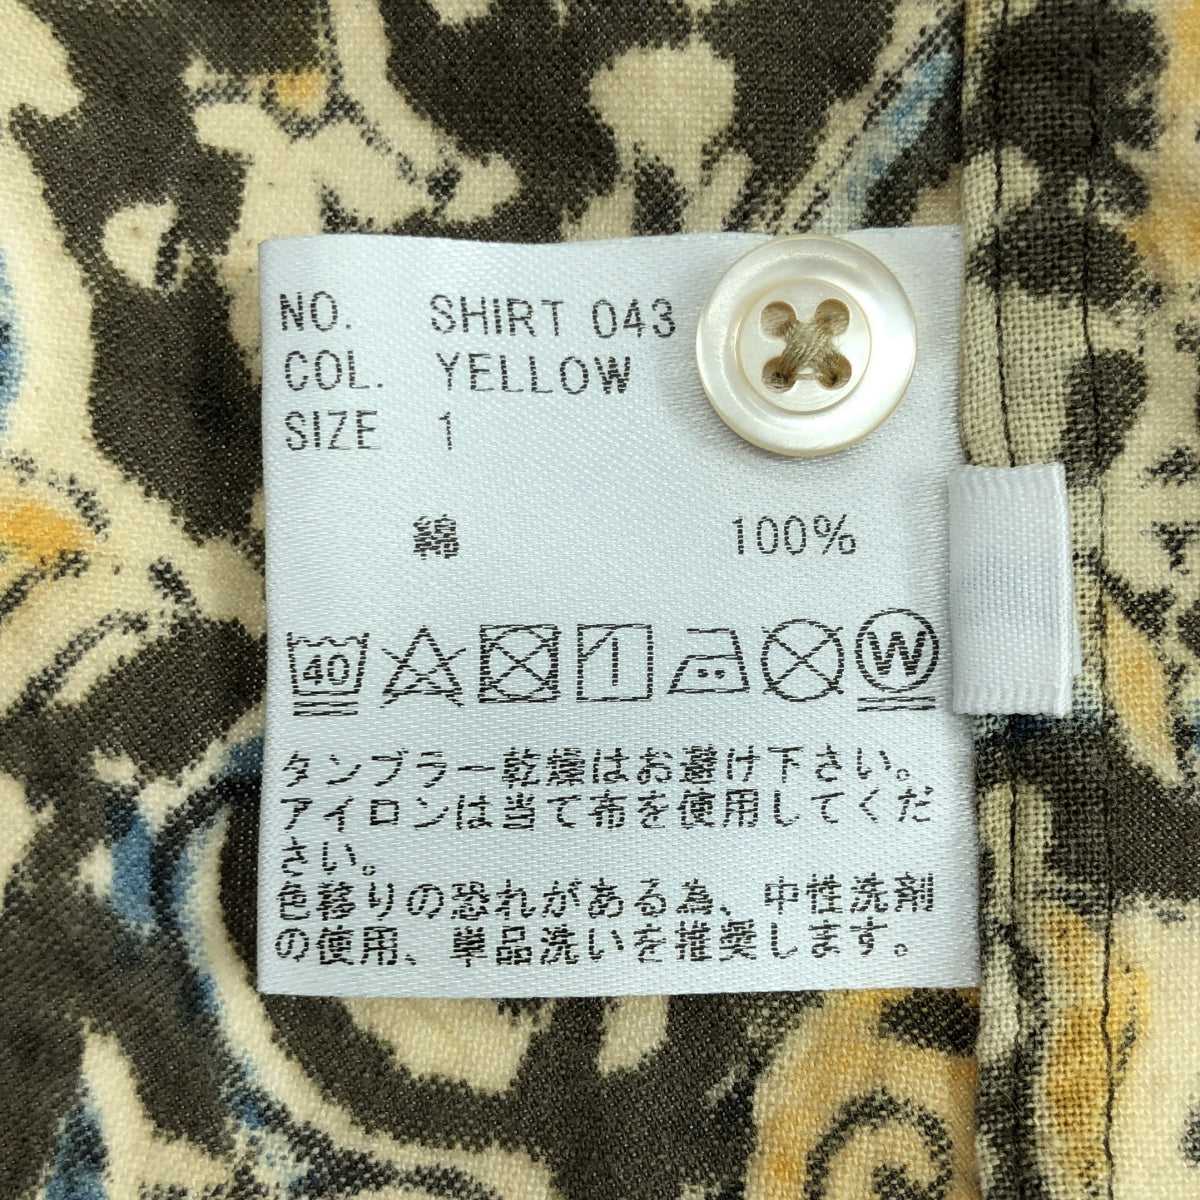 NO. SHIRT 043
COL. YELLOW
SIZE 1
綿 100%
40 W
タンブラー乾燥はお避け下さい。
アイロンは当て布を使用してくだ
さい。
色移りの恐れがある為、中性洗剤
の使用、単品洗いを推奨します。